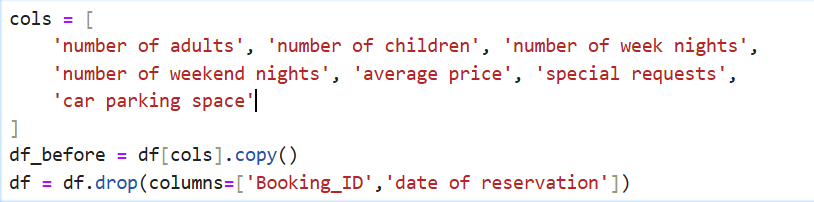 cols = [
    'number of adults', 'number of children', 'number of week nights',
    'number of weekend nights', 'average price', 'special requests',
    'car parking space'
]
df_before = df[cols].copy()
df = df.drop(columns=['Booking_ID','date of reservation'])